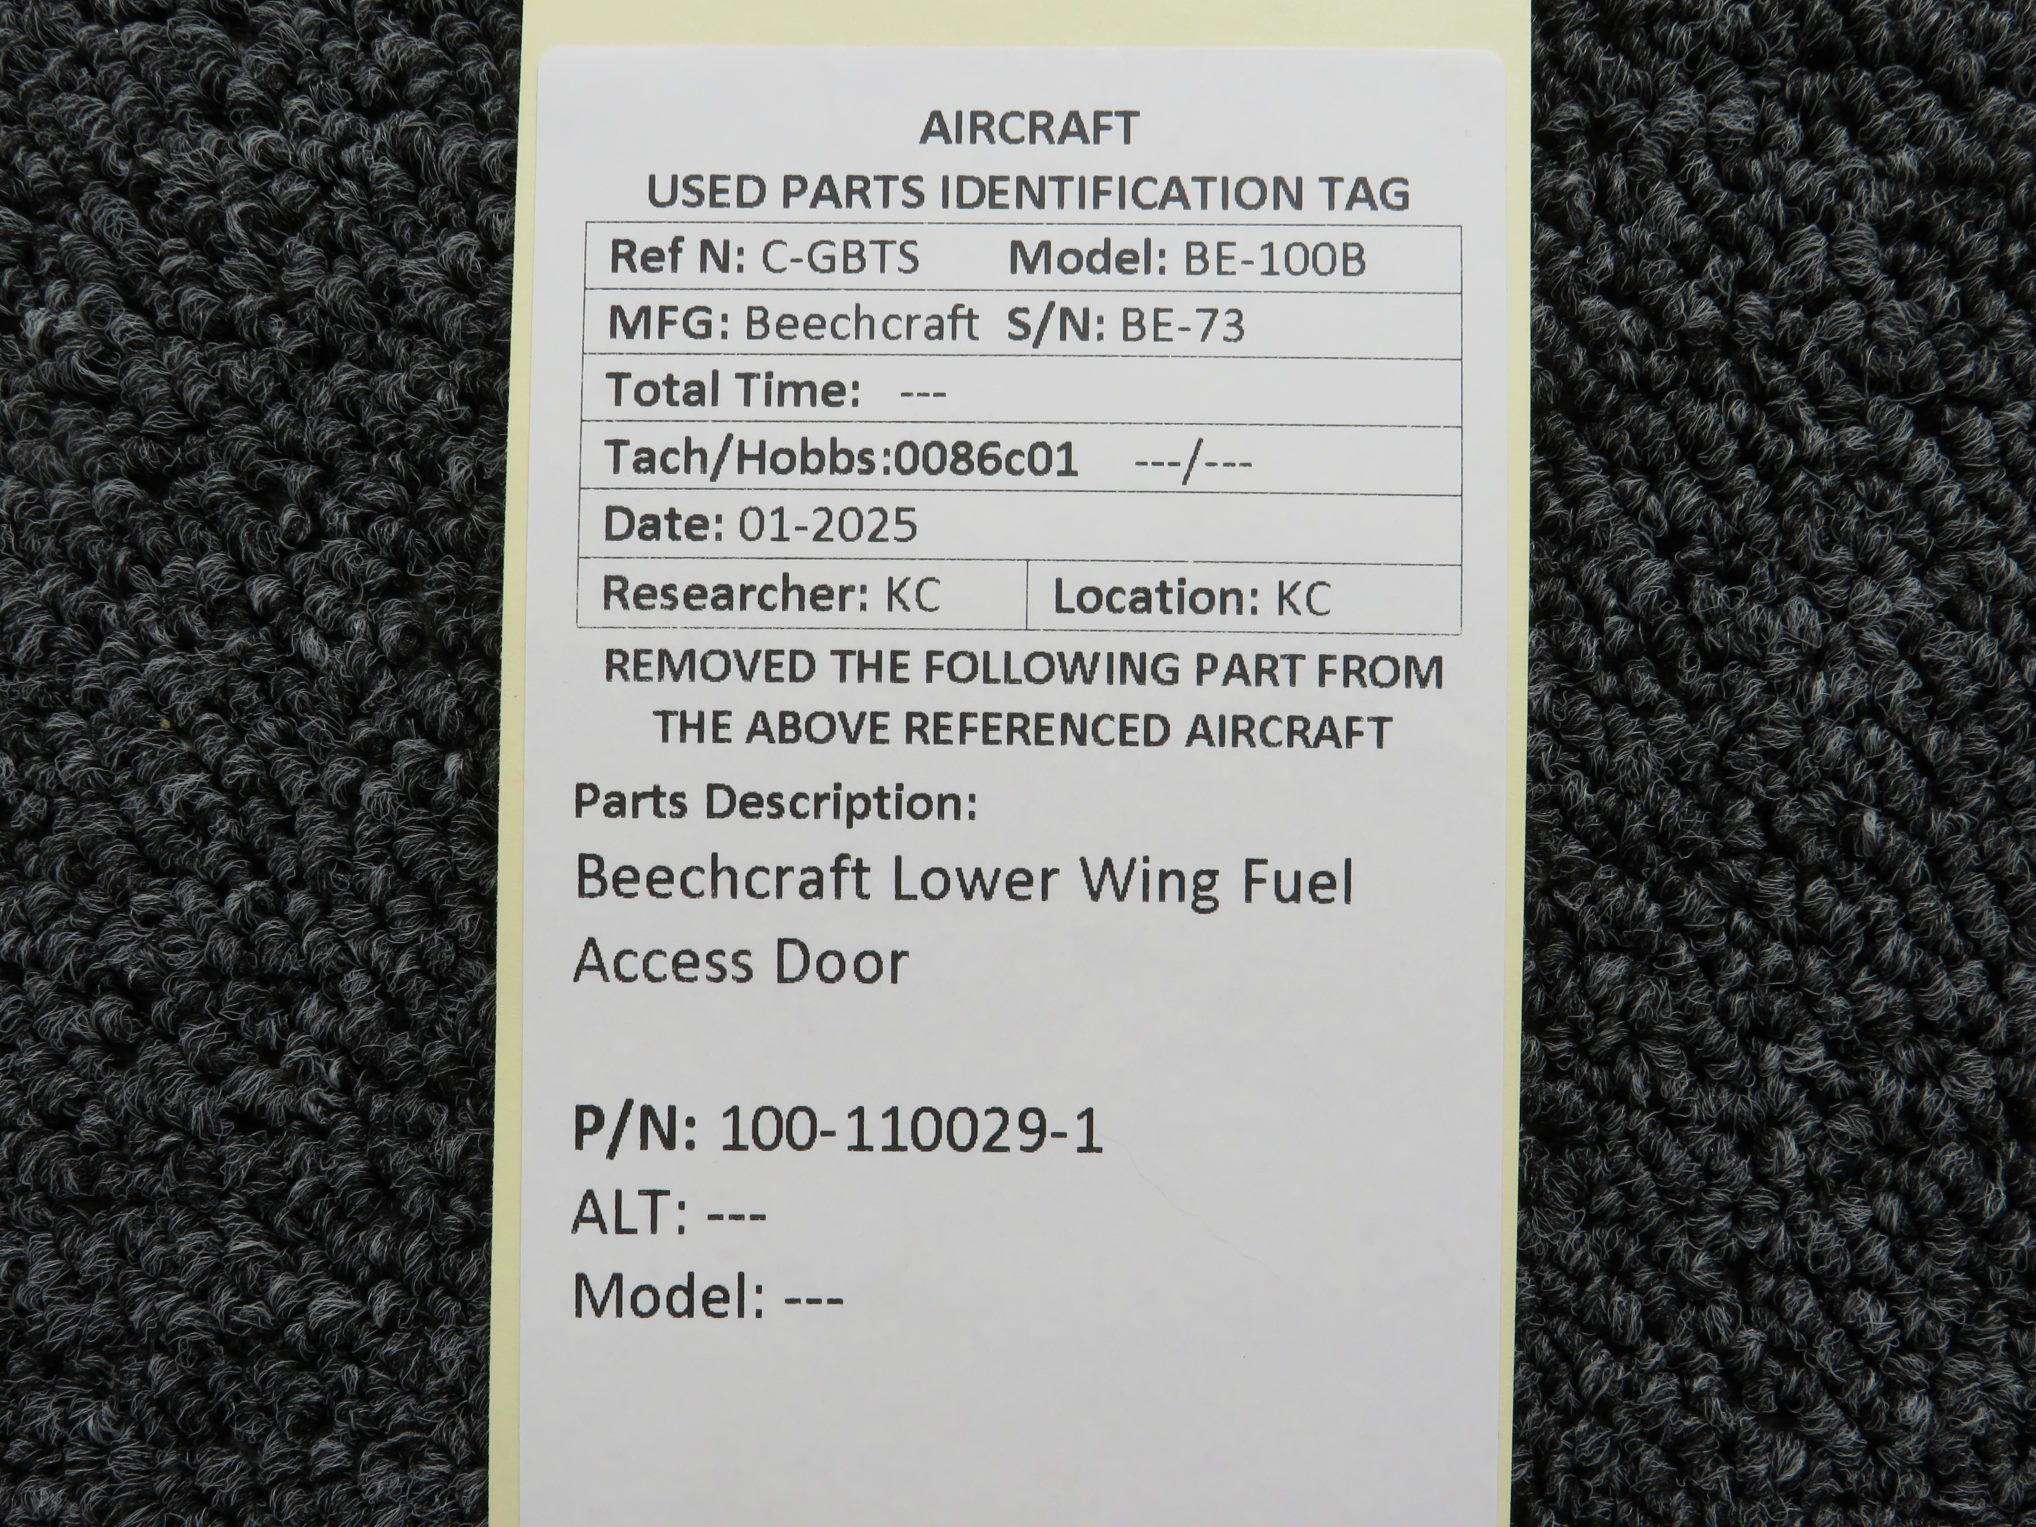 AIRCRAFT
USED PARTS IDENTIFICATION TAG
Ref N: C-GBTS Model: BE-100B
MFG: Beechcraft S/N: BE-73
Total Time: ---
Tach/Hobbs:0086c01 ---/---
Date: 01-2025
Researcher: KC Location: KC
REMOVED THE FOLLOWING PART FROM
THE ABOVE REFERENCED AIRCRAFT
Parts Description:
Beechcraft Lower Wing Fuel
Access Door
P/N: 100-110029-1
ALT: ---
Model: ---